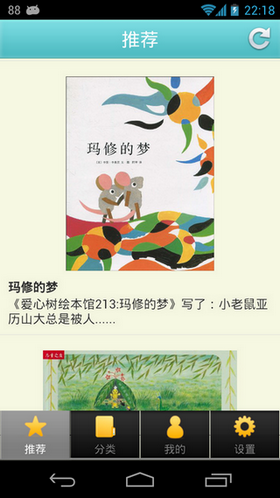 88
22:18
推荐
玛修的梦
玛修的梦
《爱心树绘本馆213:玛修的梦》写了：小老鼠亚
历山大总是被人......
推荐
分类
我的
设置